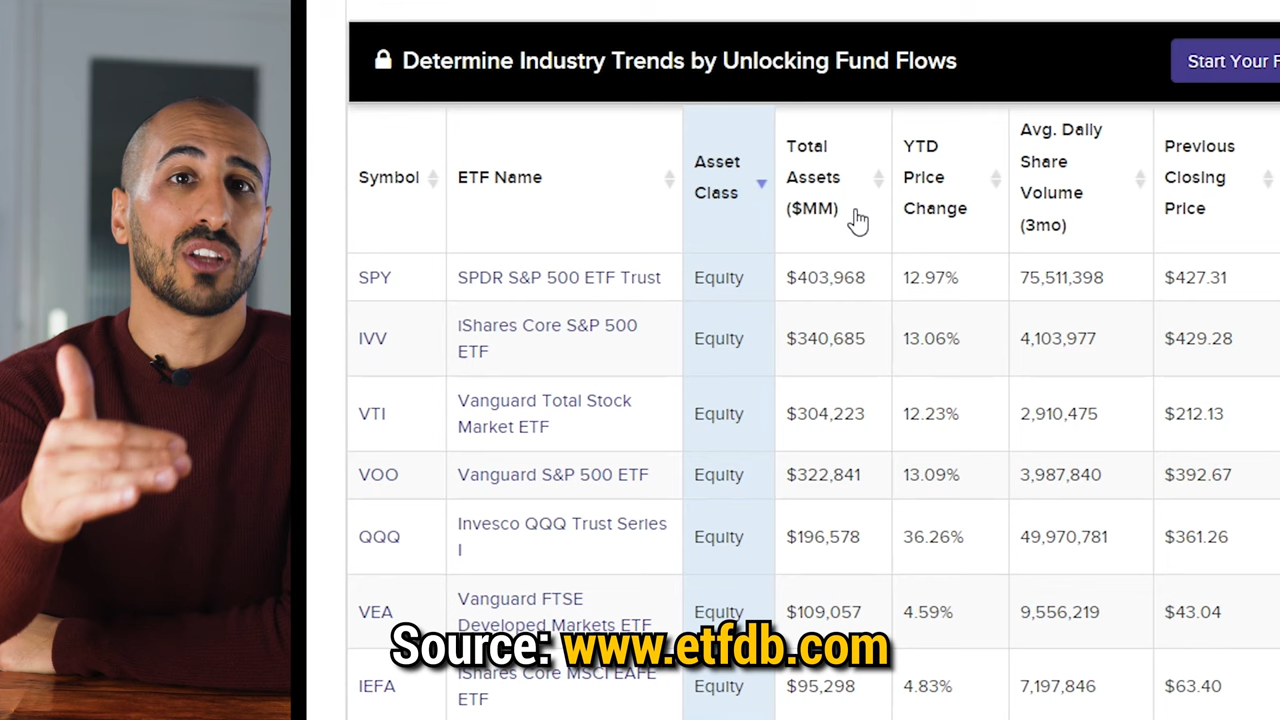 Determine Industry Trends by Unlocking Fund Flows
Start Your F
Symbol
ETF Name
Asset
Class
Total
Assets
($MM)
YTD
Price
Change
Avg. Daily
Share
Volume
(3mo)
Previous
Closing
Price
SPY
SPDR S&P 500 ETF Trust
Equity
$403,968
12.97%
75,511,398
$427.31
IVV
iShares Core S&P 500
ETF
Equity
$340,685
13.06%
4,103,977
$429.28
VTI
Vanguard Total Stock
Market ETF
Equity
$304,223
12.23%
2,910,475
$212.13
VOO
Vanguard S&P 500 ETF
Equity
$322,841
13.09%
3,987,840
$392.67
QQQ
Invesco QQQ Trust Series
I
Equity
$196,578
36.26%
49,970,781
$361.26
VEA
Vanguard FTSE
Developed Markets ETF
Equity
$109,057
4.59%
9,556,219
$43.04
IEFA
iShares Core MSCI EAFE
ETF
Equity
$95,298
4.83%
7,197,846
$63.40
Source: www.etfdb.com